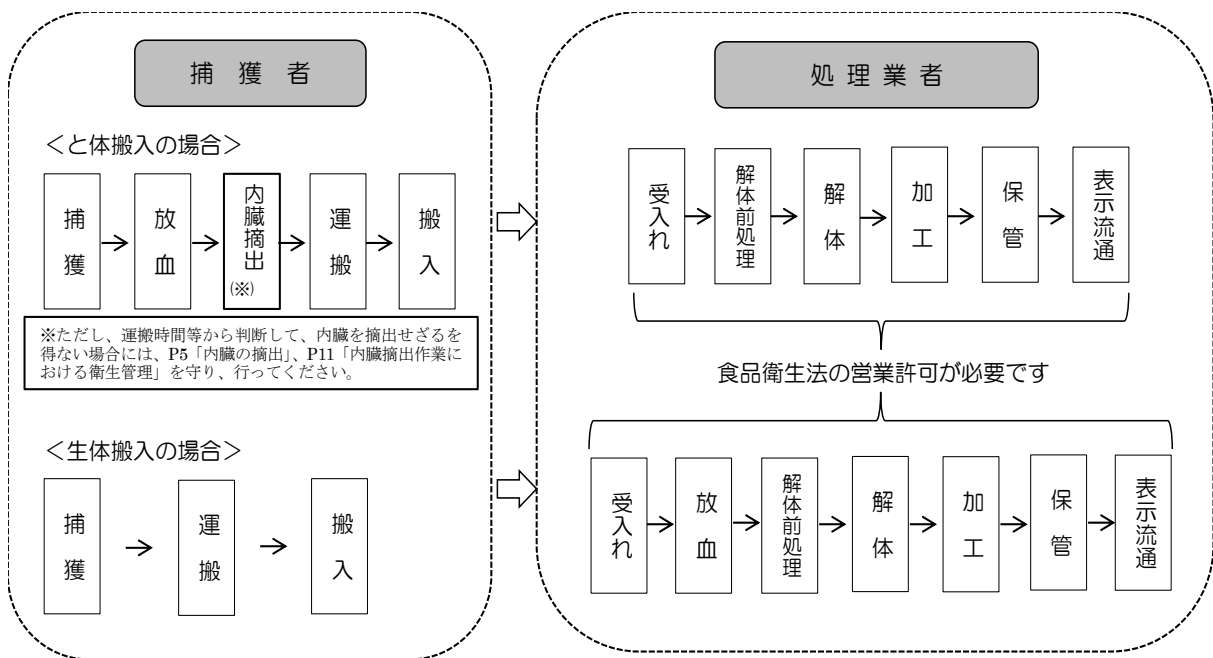 捕獲者
＜と体搬入の場合＞
捕獲
放血
内臓摘出
(※)
運搬
搬入
※ただし、運搬時間等から判断して、内臓を摘出せざるを
得ない場合には、P5「内臓の摘出」、P11「内臓摘出作業に
おける衛生管理」を守り、行ってください。
＜生体搬入の場合＞
捕獲
運搬
搬入
処理業者
受入れ
解体前処理
解体
加工
保管
表示流通
食品衛生法の営業許可が必要です
受入れ
放血
解体前処理
解体
加工
保管
表示流通